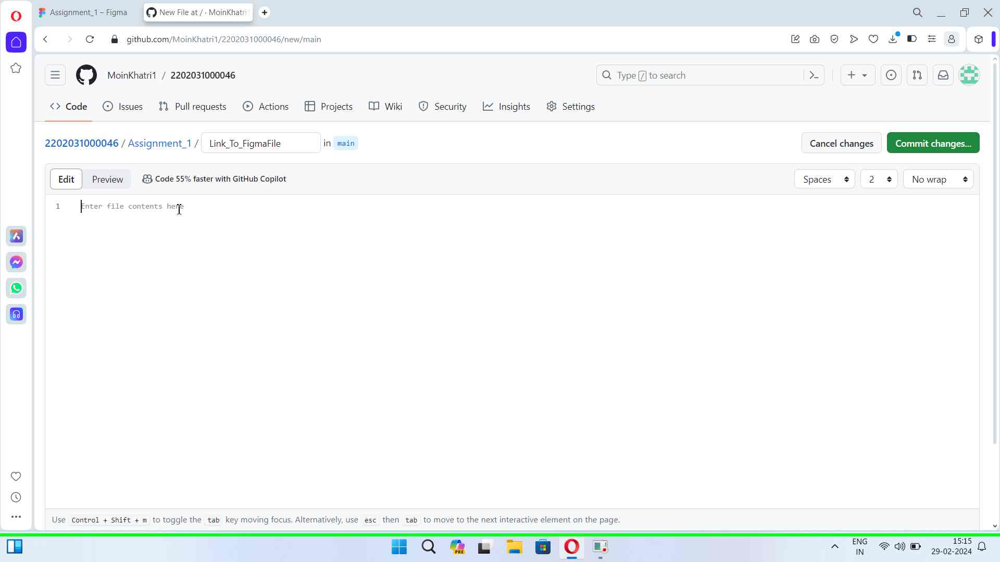 Assignment_1 – Figma
New File at / · MoinKhatri1
github.com/MoinKhatri1/2202031000046/new/main
MoinKhatri1 / 2202031000046
Type / to search
Code
Issues
Pull requests
Actions
Projects
Wiki
Security
Insights
Settings
2202031000046 / Assignment_1 / Link_To_FigmaFile in main
Cancel changes
Commit changes...
Edit
Preview
Code 55% faster with GitHub Copilot
Spaces
2
No wrap
1
Enter file contents here
Use Control + Shift + m to toggle the tab key moving focus. Alternatively, use esc then tab to move to the next interactive element on the page.
PRE
ENG
IN
15:15
29-02-2024